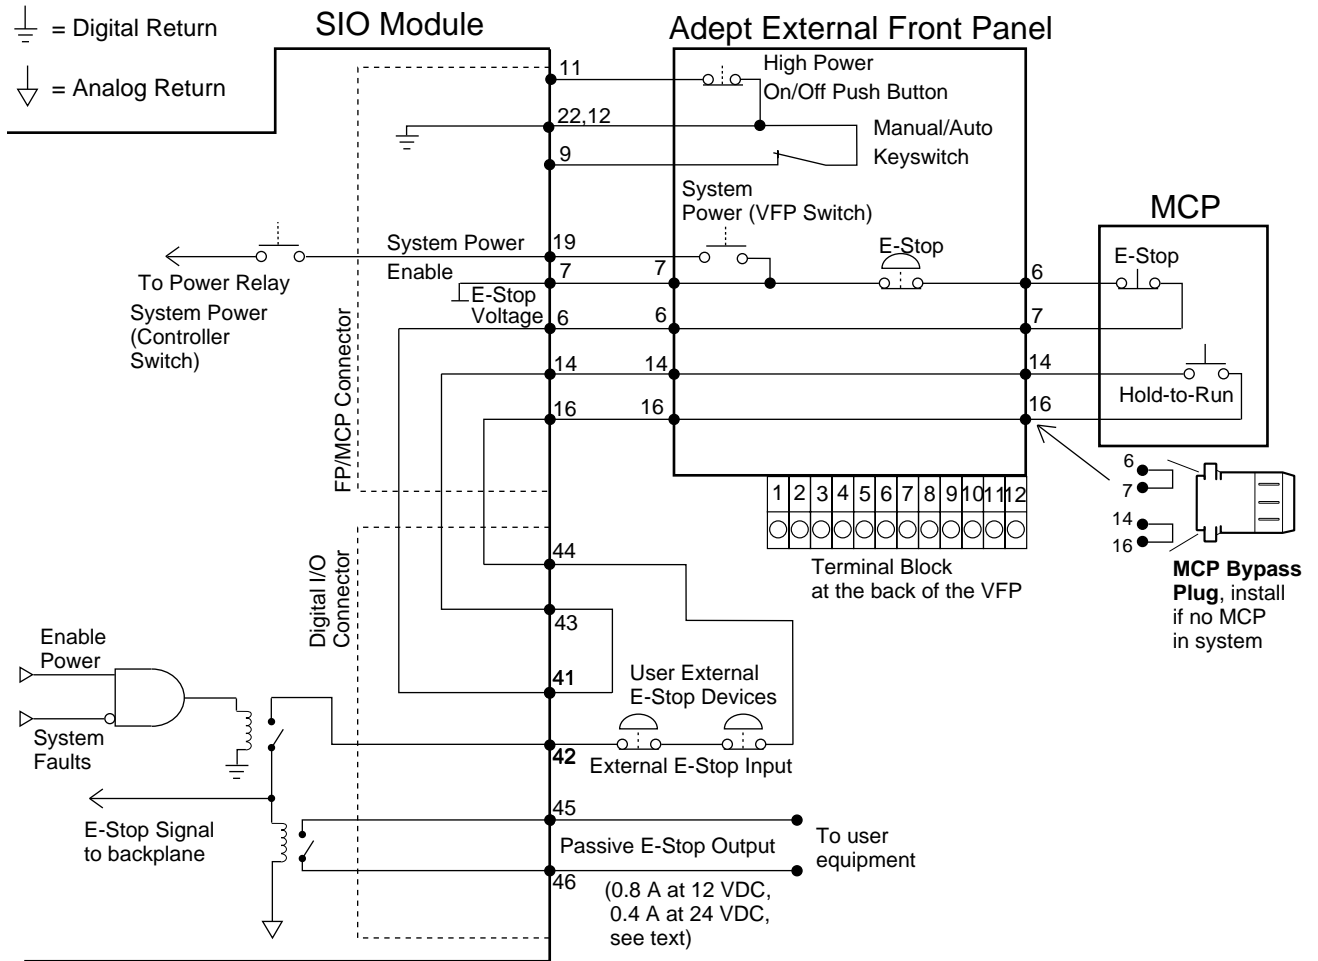 SIO Module
Adept External Front Panel
= Digital Return
= Analog Return
11
High Power
On/Off Push Button
22,12
Manual/Auto
Keyswitch
9
System
Power (VFP Switch)
MCP
System Power
19
E-Stop
E-Stop
To Power Relay
Enable
7
7
6
System Power
(Controller
Switch)
E-Stop
Voltage
6
6
7
FP/MCP Connector
14
14
14
Hold-to-Run
16
16
16
6
7
14
16
1 2 3 4 5 6 7 8 9 10 11 12
Terminal Block
at the back of the VFP
MCP Bypass
Plug, install
if no MCP
in system
Digital I/O
Connector
44
43
41
Enable
Power
System
Faults
User External
E-Stop Devices
42
External E-Stop Input
E-Stop Signal
to backplane
45
Passive E-Stop Output
46
To user
equipment
(0.8 A at 12 VDC,
0.4 A at 24 VDC,
see text)